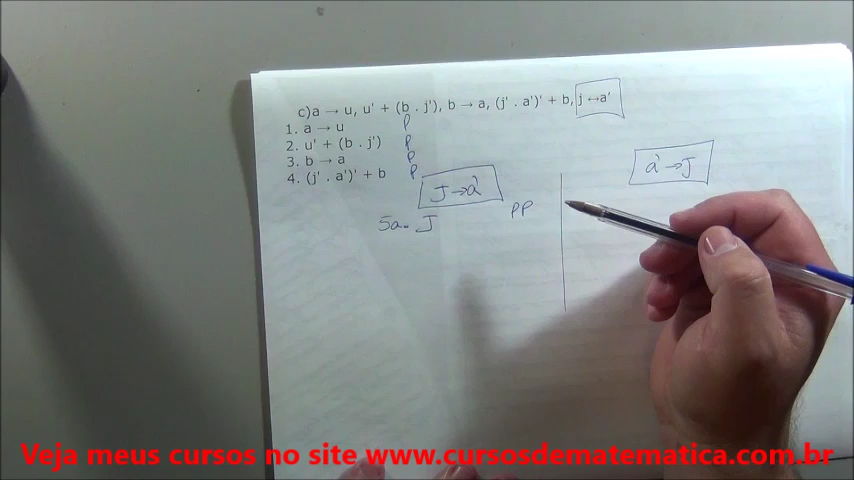 c)a → u, u' + (b . j'), b → a, (j' . a')' + b, j ↔a'
1. a → u P
2. u' + (b . j') P
3. b → a P
4. (j' . a')' + b P
J → a'
a' → J
5a. J PP
Veja meus cursos no site www.cursosdematematica.com.br